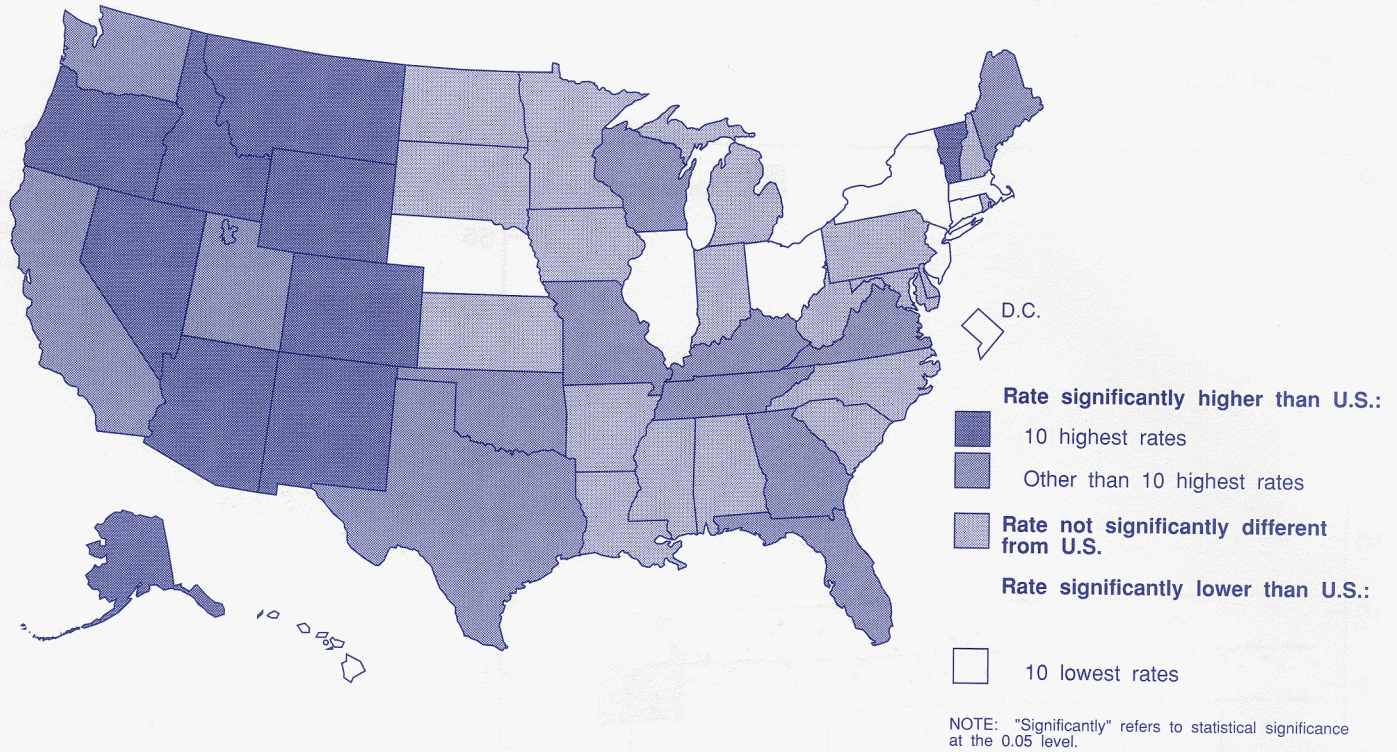 D.C.
Rate significantly higher than U.S.:
10 highest rates
Other than 10 highest rates
Rate not significantly different
from U.S.
Rate significantly lower than U.S.:
10 lowest rates
NOTE: "Significantly" refers to statistical significance
at the 0.05 level.